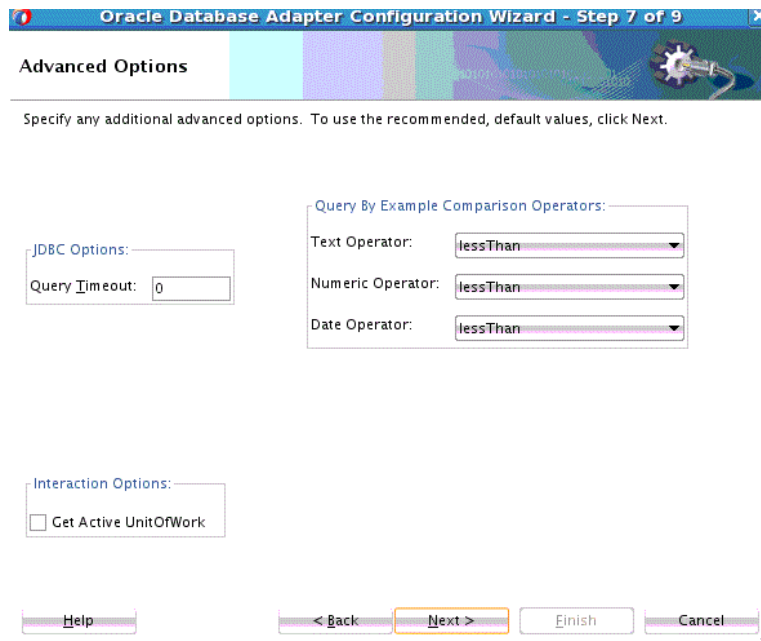 Oracle Database Adapter Configuration Wizard - Step 7 of 9
Advanced Options
Specify any additional advanced options. To use the recommended, default values, click Next.
Query By Example Comparison Operators:
JDBC Options:
Text Operator: lessThan
Query Timeout: 0
Numeric Operator: lessThan
Date Operator: lessThan
Interaction Options:
Get Active UnitOfWork
Help < Back Next > Finish Cancel